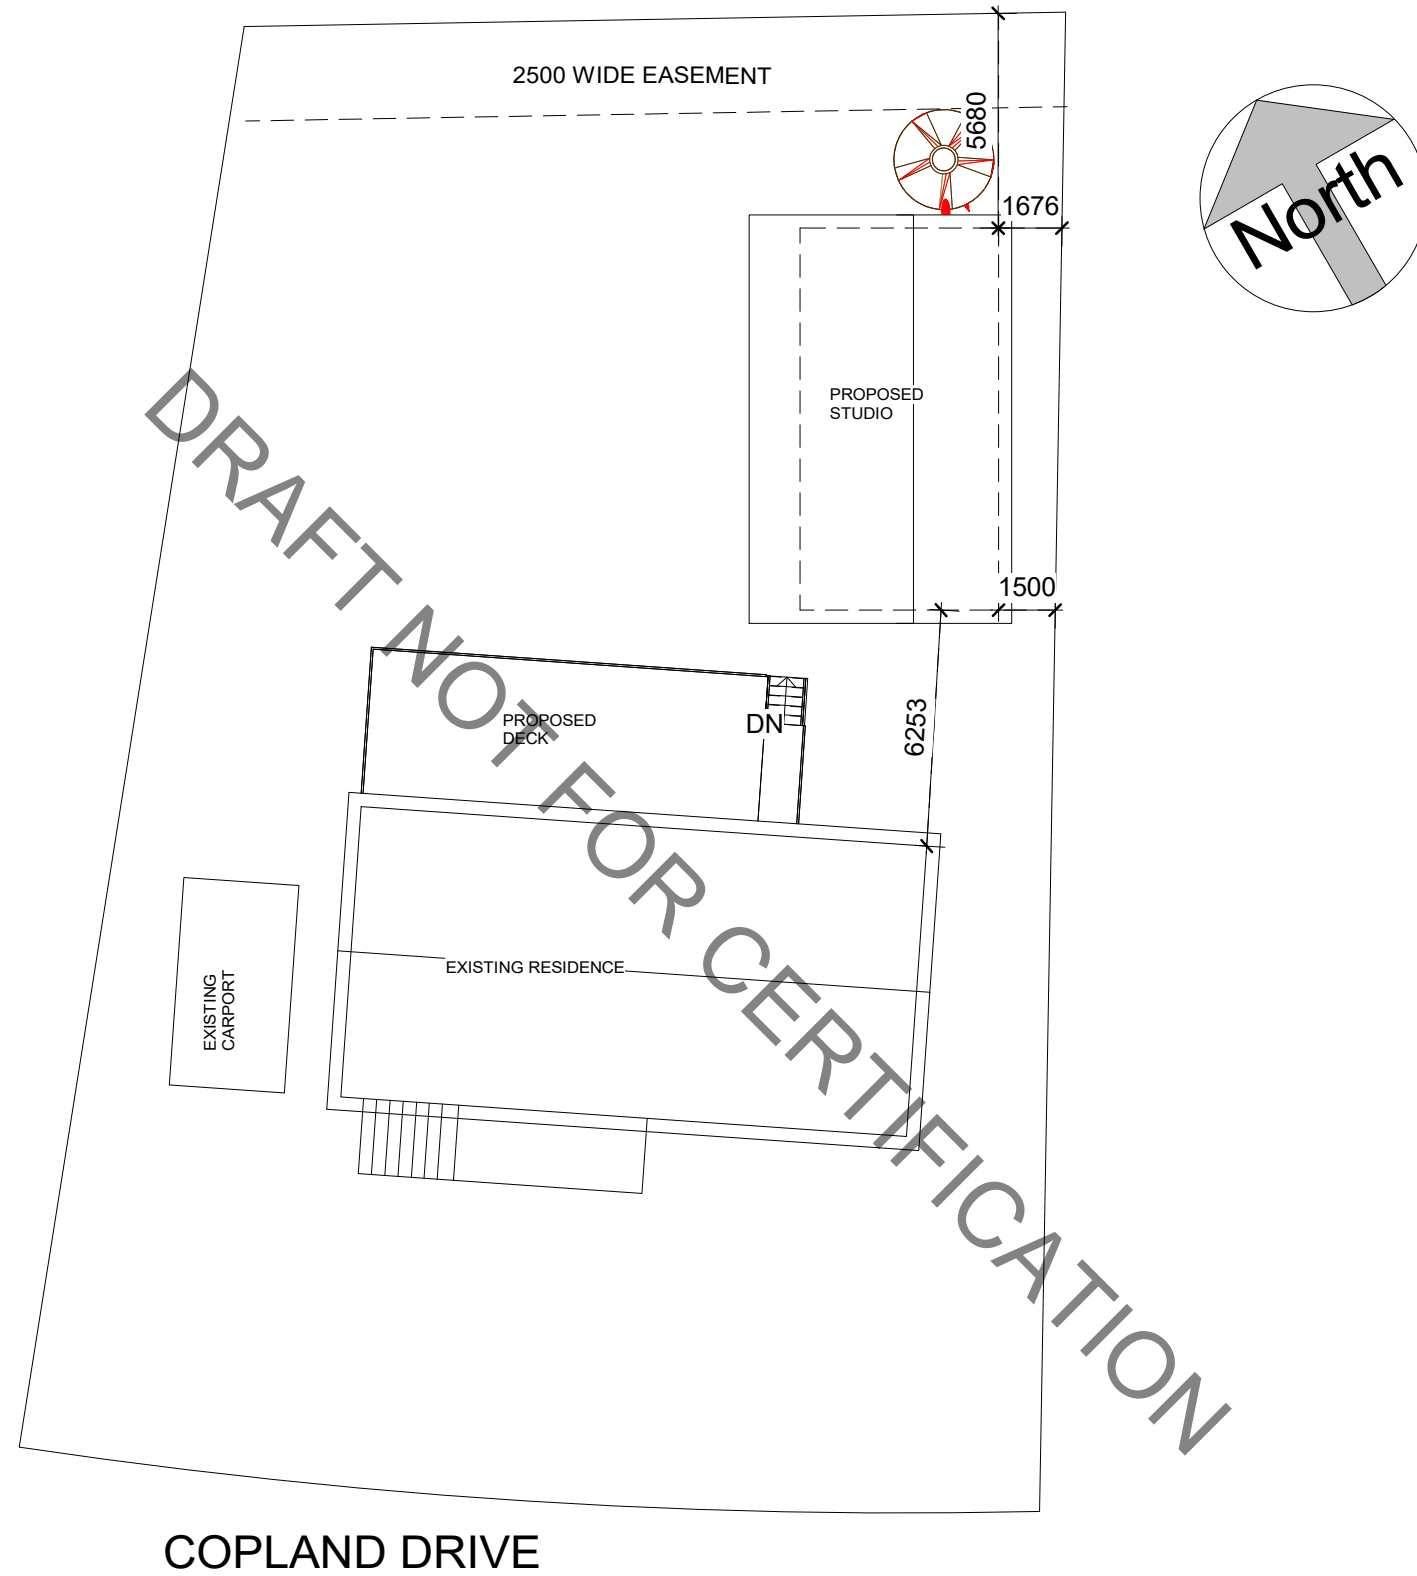 2500 WIDE EASEMENT
5680
1676
North
PROPOSED
STUDIO
1500
6253
PROPOSED
DECK
DN
EXISTING RESIDENCE
EXISTING
CARPORT
DRAFT NOT FOR CERTIFICATION
COPLAND DRIVE